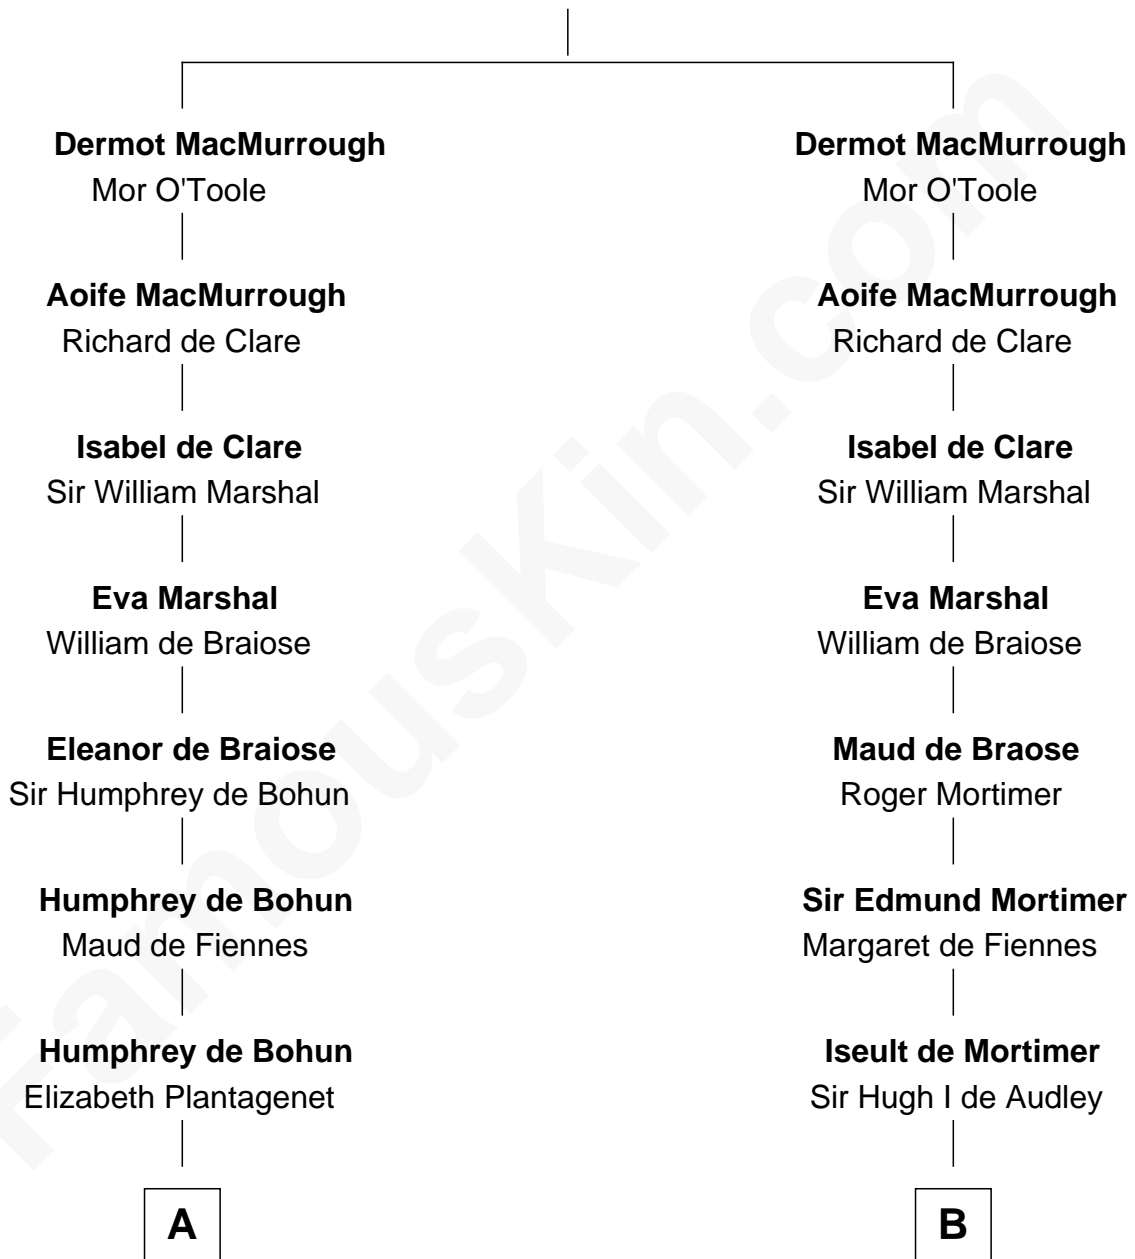 Dermot MacMurrough
Mor O'Toole
Aoife MacMurrough
Richard de Clare
Isabel de Clare
Sir William Marshal
Eva Marshal
William de Braiose
Eleanor de Braiose
Sir Humphrey de Bohun
Humphrey de Bohun
Maud de Fiennes
Humphrey de Bohun
Elizabeth Plantagenet
A
Dermot MacMurrough
Mor O'Toole
Aoife MacMurrough
Richard de Clare
Isabel de Clare
Sir William Marshal
Eva Marshal
William de Braiose
Maud de Braose
Roger Mortimer
Sir Edmund Mortimer
Margaret de Fiennes
Iseult de Mortimer
Sir Hugh I de Audley
B
FamousKin.com